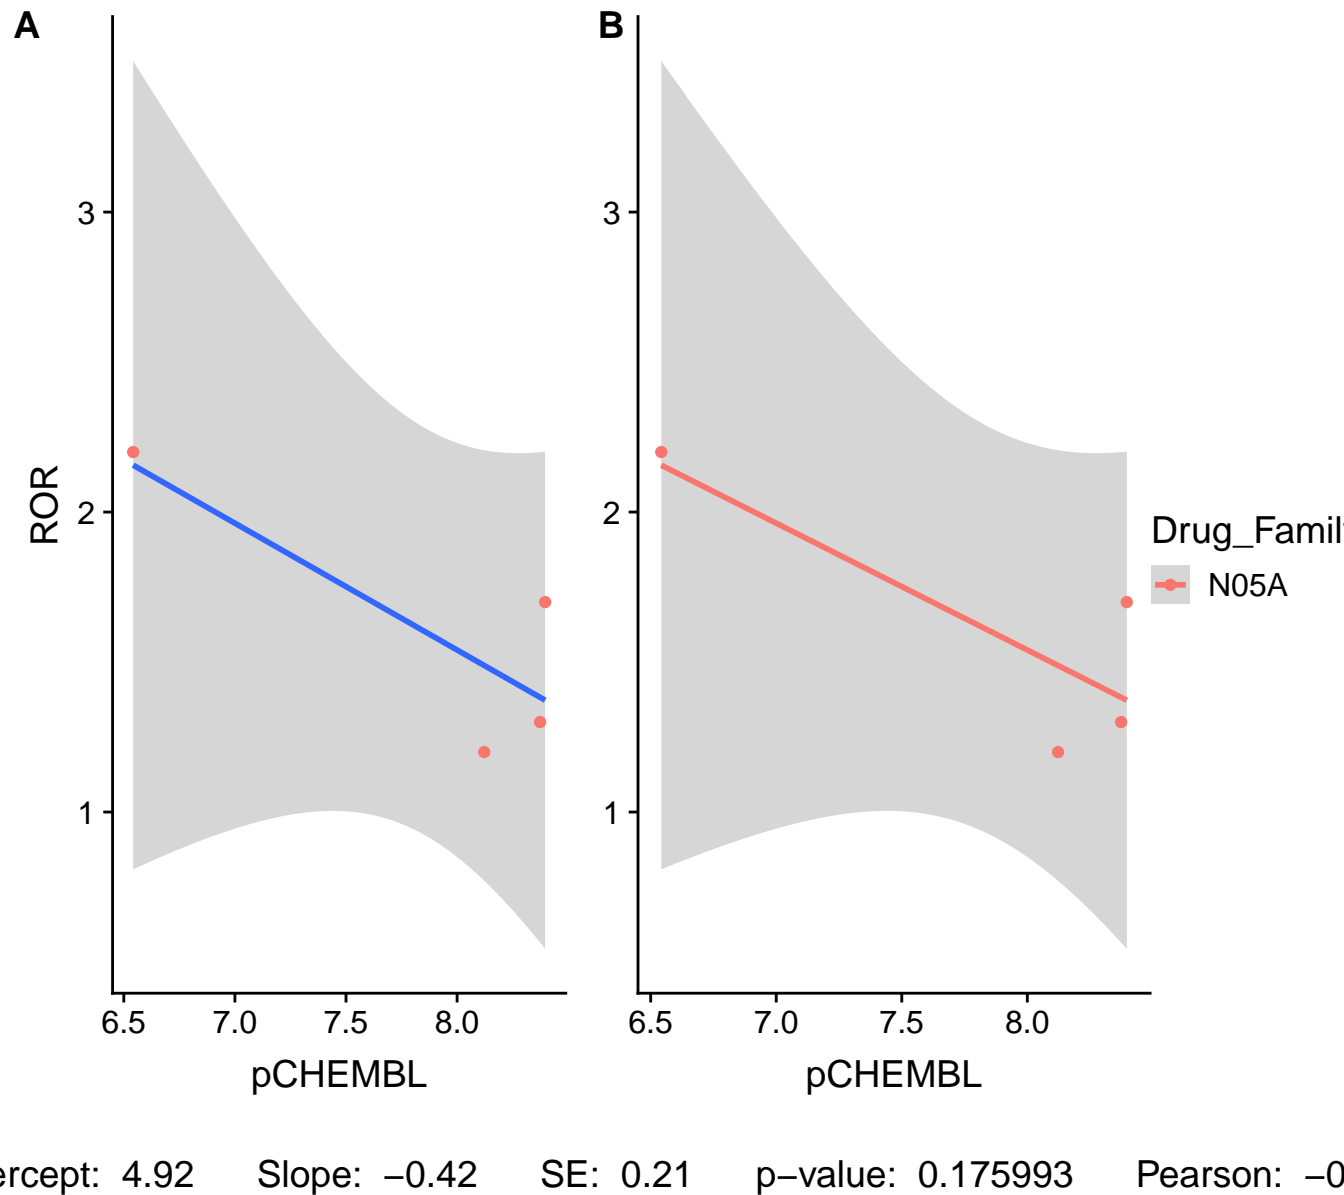 A
B
3
2
1
ROR
6.5 7.0 7.5 8.0
pCHEMBL
3
2
1
6.5 7.0 7.5 8.0
pCHEMBL
Drug_Famil
N05A
ercept: 4.92 Slope: −0.42 SE: 0.21 p−value: 0.175993 Pearson: −0